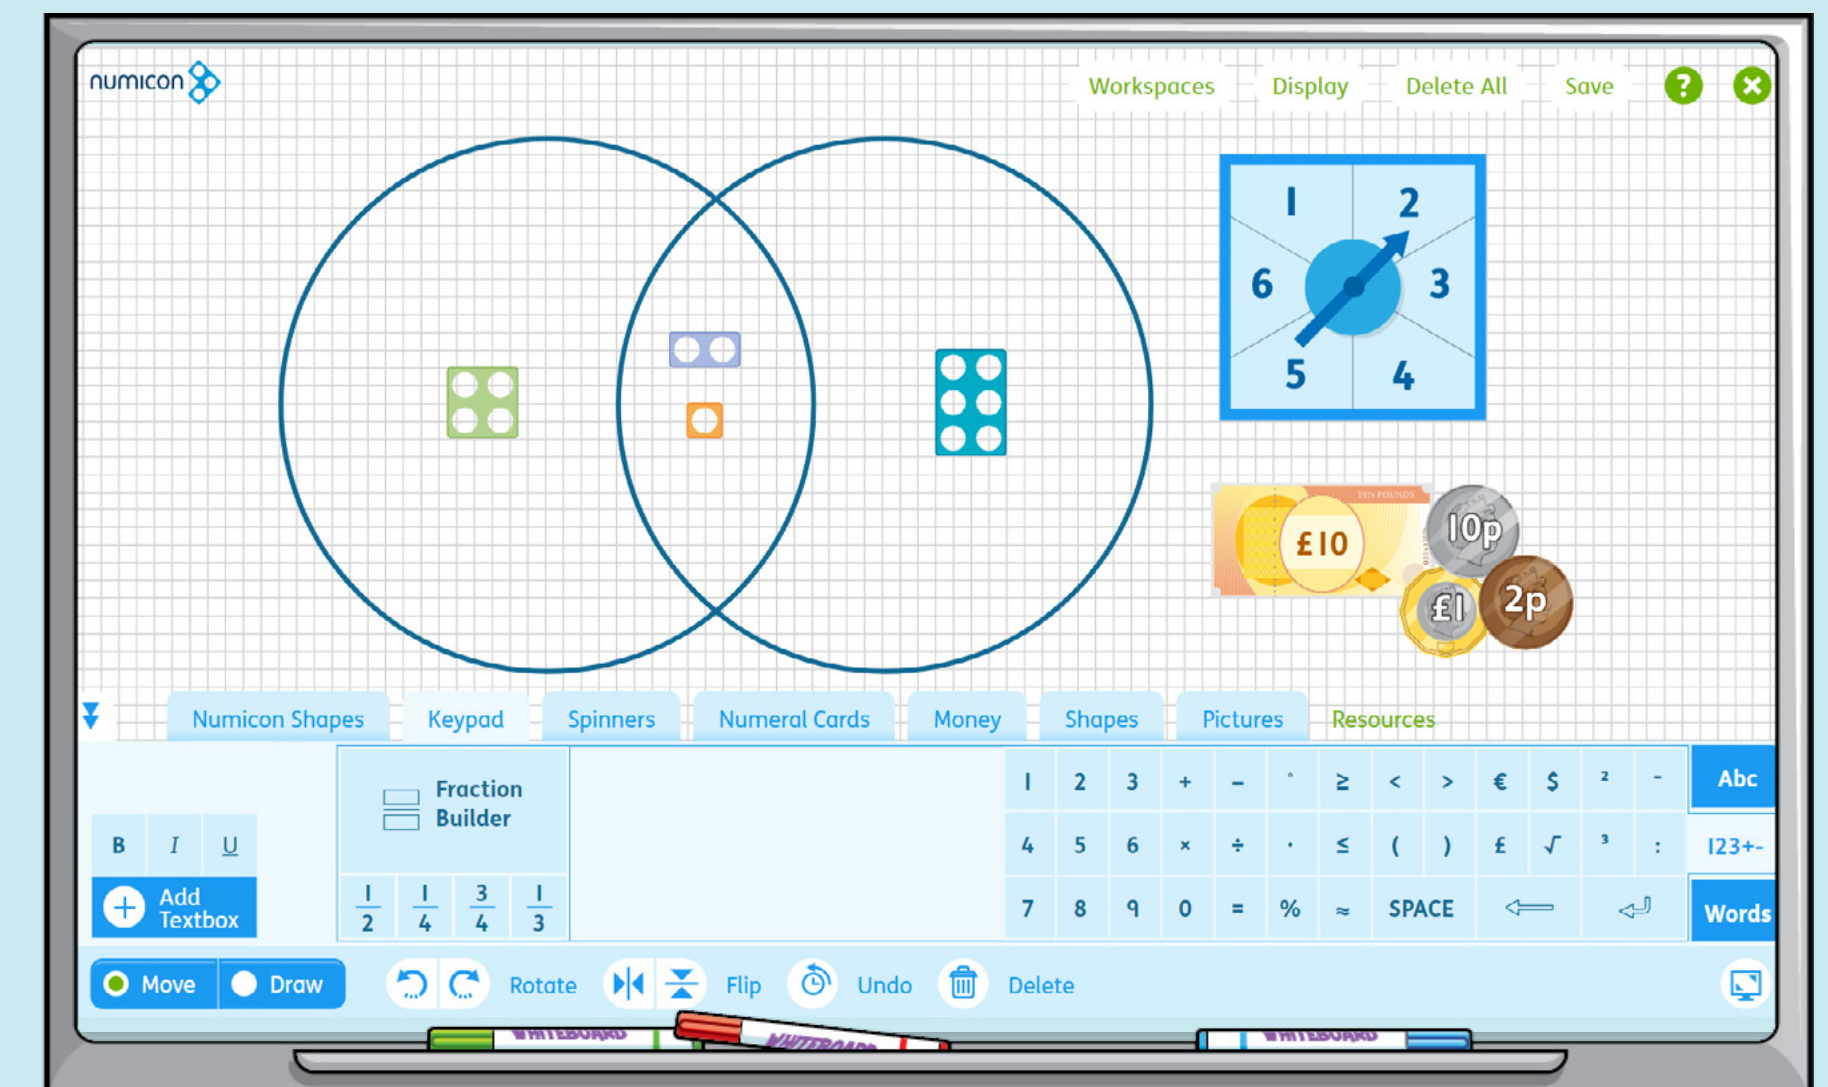 numicon
Workspaces Display Delete All Save ? ×
1 2
6 3
5 4
TEN POUNDS
£10
10p
£1 2p
Numicon Shapes Keypad Spinners Numeral Cards Money Shapes Pictures Resources
Fraction
Builder
B I U
Add
Textbox
1/2 1/4 3/4 1/3
1 2 3 + − ° ≥ < > € $ ² - Abc
4 5 6 × ÷ · ≤ ( ) £ √ ³ : 123+-
7 8 9 0 = % ≈ SPACE Words
Move Draw Rotate Flip Undo Delete
WHITEBOARD WHITEBOARD WHITEBOARD